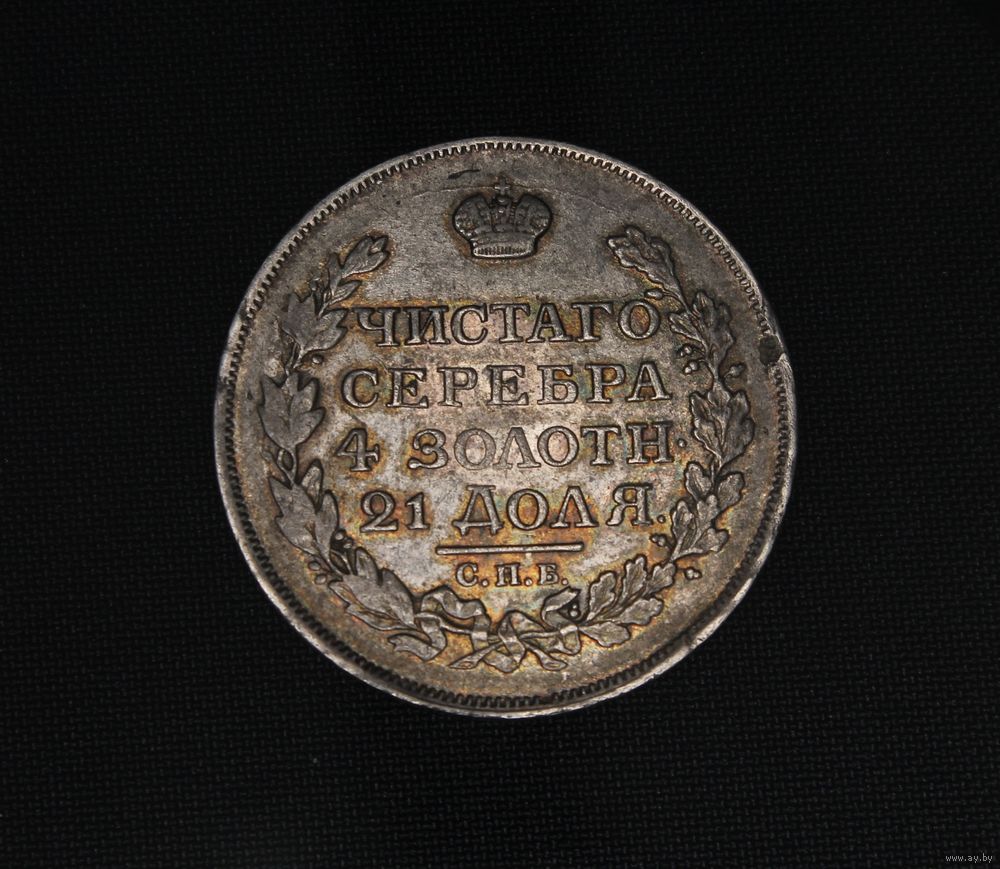 ЧИСТАГО
СЕРЕБРА
4 ЗОЛОТН.
21 ДОЛЯ.
С.П.Б.
www.ay.by